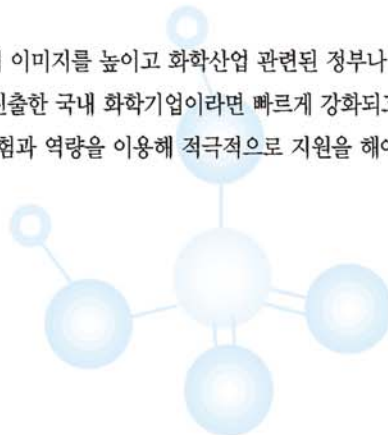 이미지를 높이고 화학산업 관련된 정부나
진출한 국내 화학기업이라면 빠르게 강화되고
험과 역량을 이용해 적극적으로 지원을 해야